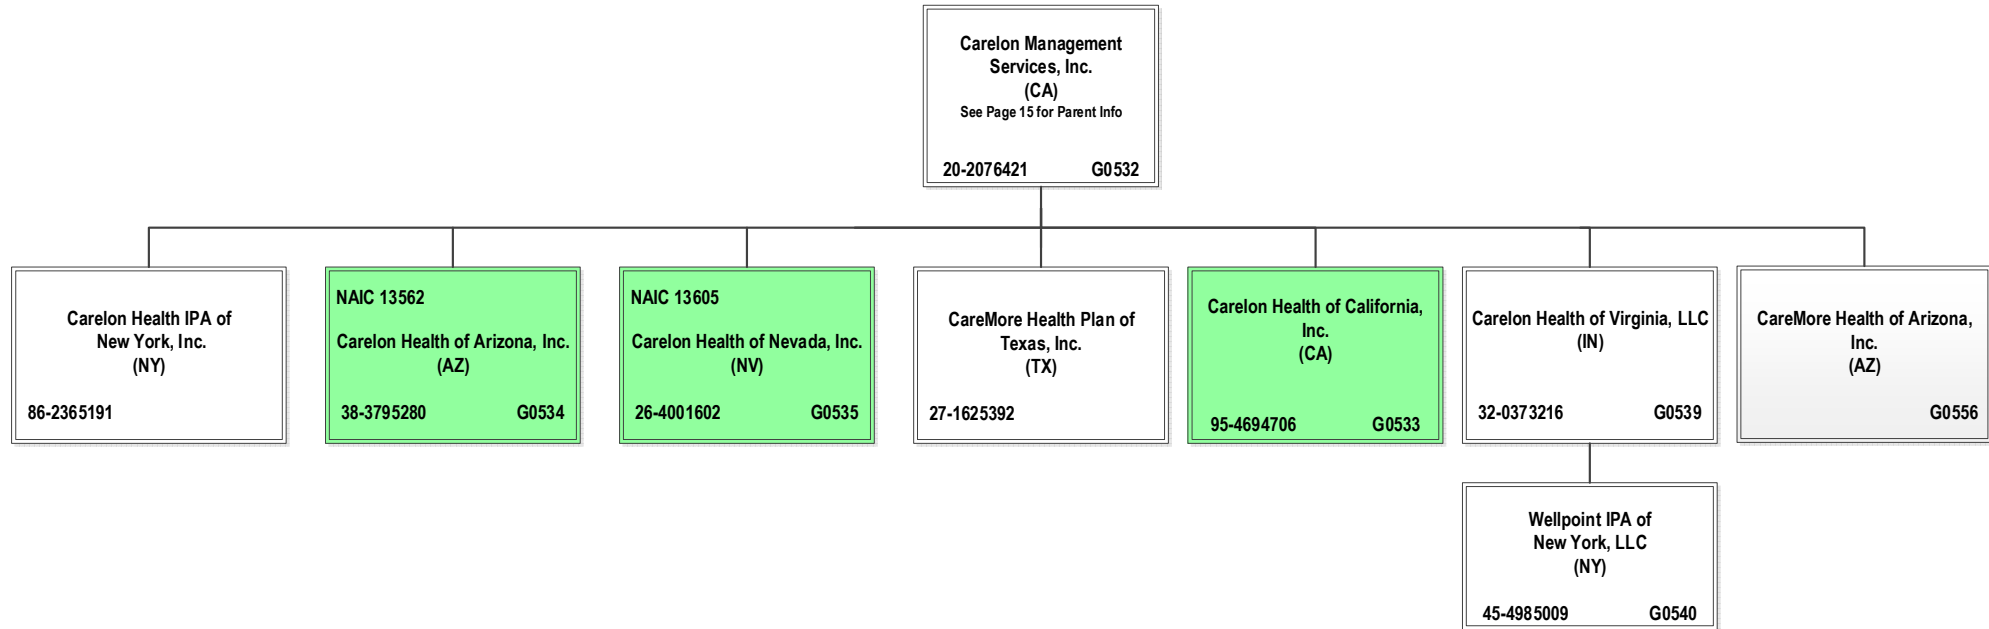 Carelon Management
Services, Inc.
(CA)
See Page 15 for Parent Info
20-2076421 G0532
Carelon Health IPA of
New York, Inc.
(NY)
86-2365191
NAIC 13562
Carelon Health of Arizona, Inc.
(AZ)
38-3795280 G0534
NAIC 13605
Carelon Health of Nevada, Inc.
(NV)
26-4001602 G0535
CareMore Health Plan of
Texas, Inc.
(TX)
27-1625392
Carelon Health of California,
Inc.
(CA)
95-4694706 G0533
Carelon Health of Virginia, LLC
(IN)
32-0373216 G0539
CareMore Health of Arizona,
Inc.
(AZ)
G0556
Wellpoint IPA of
New York, LLC
(NY)
45-4985009 G0540